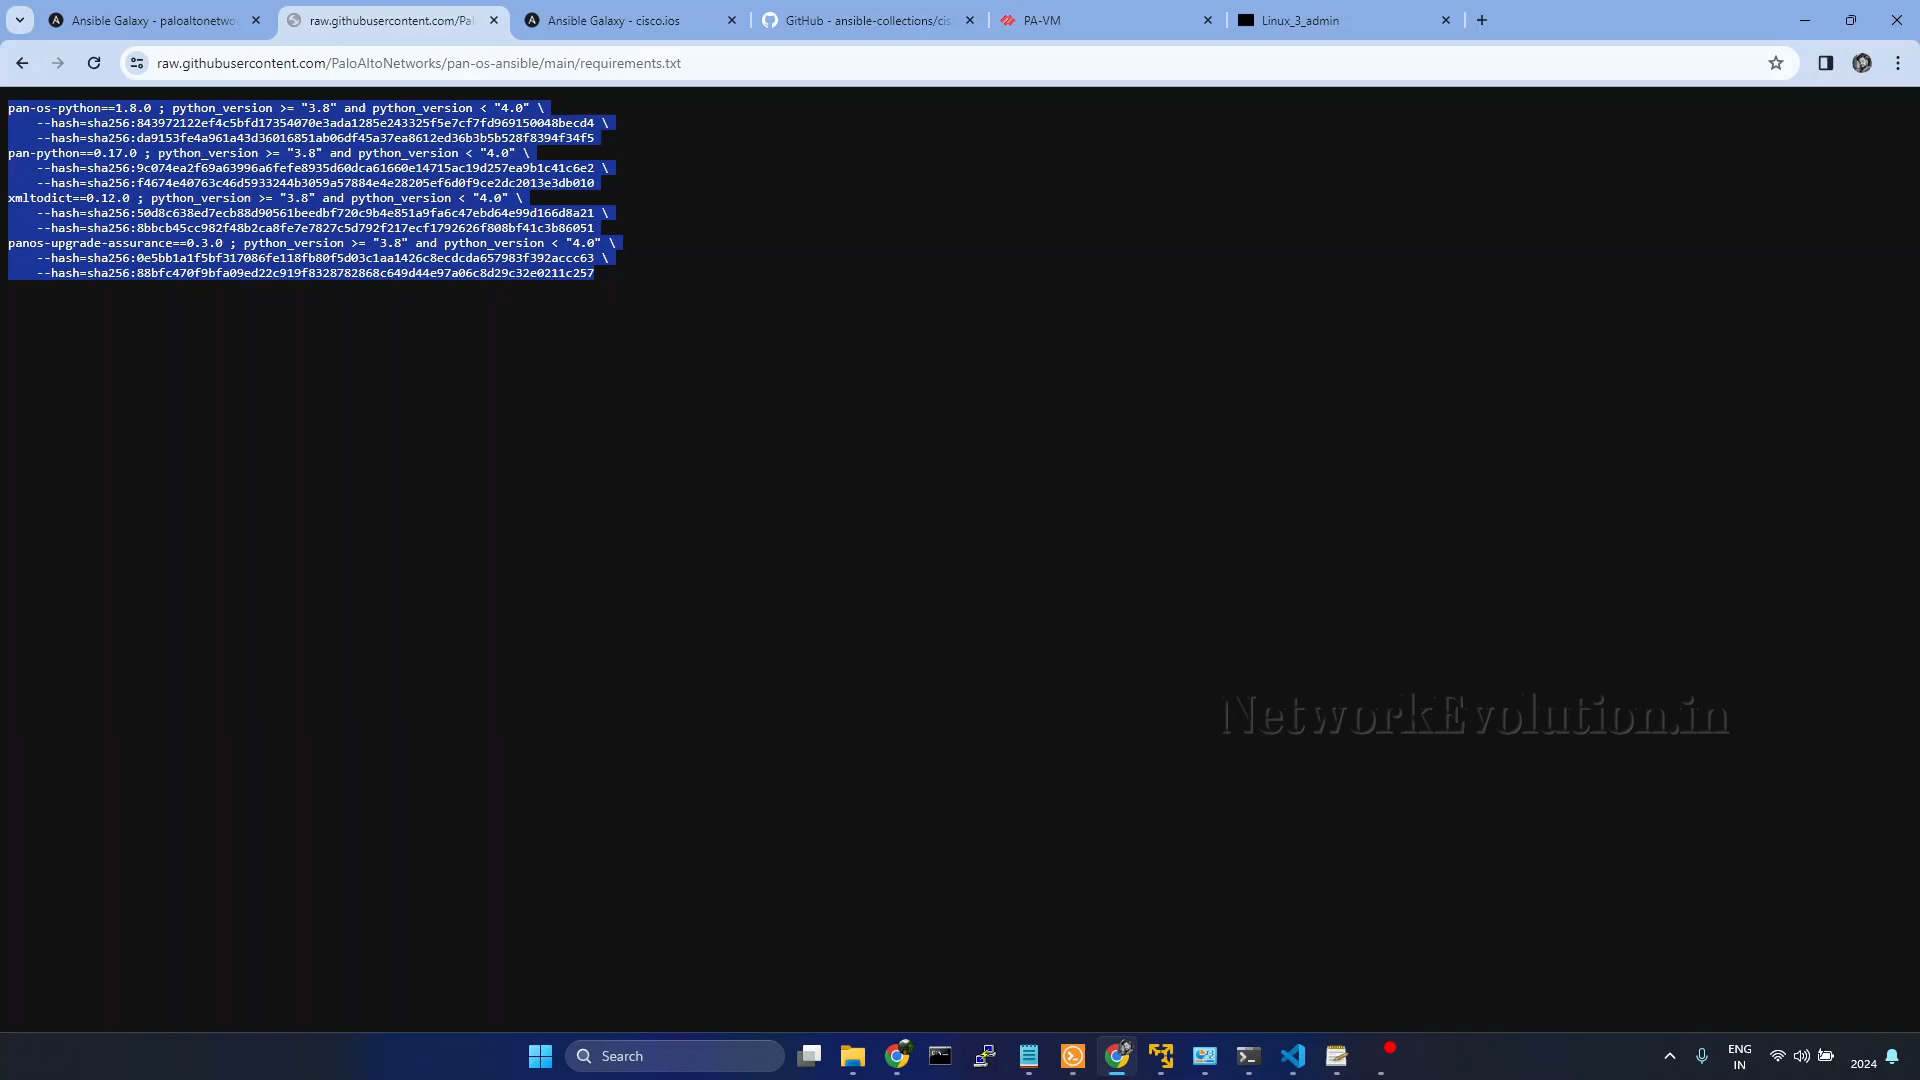 Ansible Galaxy - paloaltonetwo
raw.githubusercontent.com/Pal
Ansible Galaxy - cisco.ios
GitHub - ansible-collections/cis
PA-VM
Linux_3_admin
raw.githubusercontent.com/PaloAltoNetworks/pan-os-ansible/main/requirements.txt
pan-os-python==1.8.0 ; python_version >= "3.8" and python_version < "4.0" \
--hash=sha256:843972122ef4c5bfd17354070e3ada1285e243325f5e7cf7fd969150048becd4 \
--hash=sha256:da9153fe4a961a43d36016851ab06df45a37ea8612ed36b3b5b528f8394f34f5
pan-python==0.17.0 ; python_version >= "3.8" and python_version < "4.0" \
--hash=sha256:9c074ea2f69a63996a6fefe8935d60dca61660e14715ac19d257ea9b1c41c6e2 \
--hash=sha256:f4674e40763c46d5933244b3059a57884e4e28205ef6d0f9ce2dc2013e3db010
xmltodict==0.12.0 ; python_version >= "3.8" and python_version < "4.0" \
--hash=sha256:50d8c638ed7ecb88d90561beedbf720c9b4e851a9fa6c47ebd64e99d166d8a21 \
--hash=sha256:8bbcb45cc982f48b2ca8fe7e7827c5d792f217ecf1792626f808bf41c3b86051
panos-upgrade-assurance==0.3.0 ; python_version >= "3.8" and python_version < "4.0" \
--hash=sha256:0e5bb1a1f5bf317086fe118fb80f5d03c1aa1426c8ecdcda657983f392accc63 \
--hash=sha256:88bfc470f9bfa09ed22c919f8328782868c649d44e97a06c8d29c32e0211c257
NetworkEvolution.in
Search
ENG
IN
2024